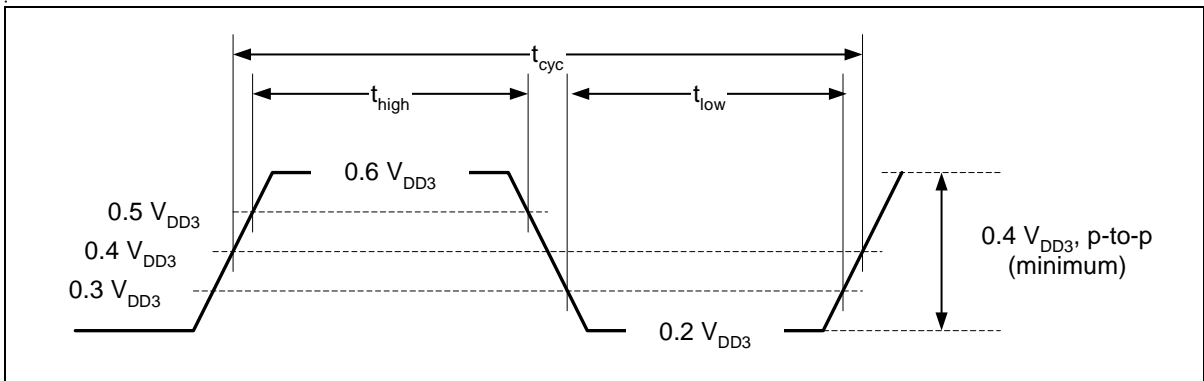 t_cyc
t_high
t_low
0.6 V_DD3
0.5 V_DD3
0.4 V_DD3
0.3 V_DD3
0.2 V_DD3
0.4 V_DD3, p-to-p
(minimum)